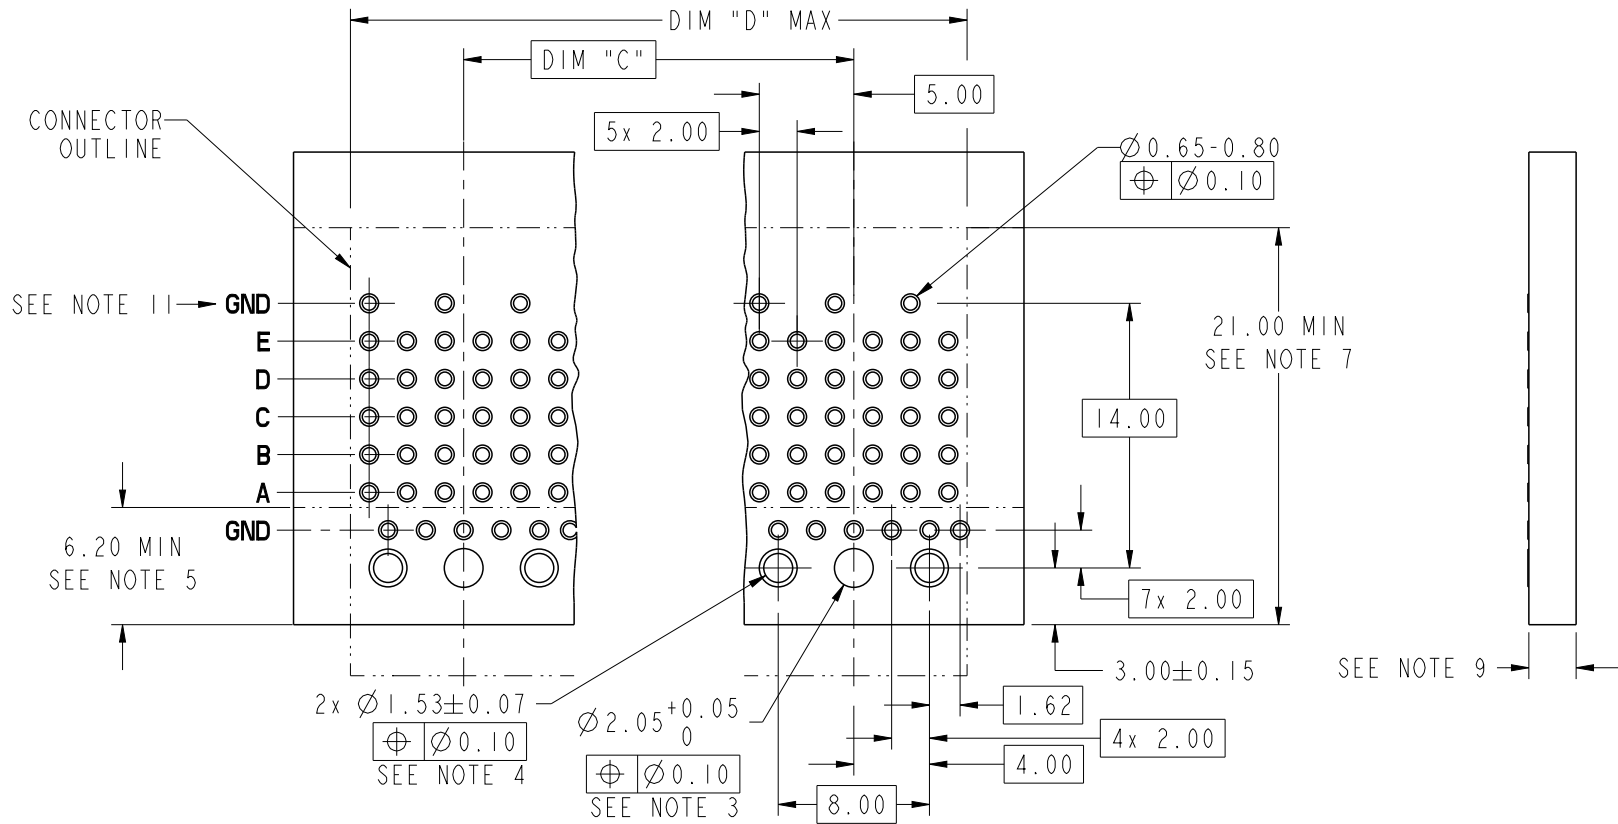 DIM "D" MAX
DIM "C"
5.00
5x 2.00
CONNECTOR
OUTLINE
Ø0.65-0.80
⌖ Ø0.10
SEE NOTE 11
GND
E
D
C
B
A
GND
21.00 MIN
SEE NOTE 7
14.00
6.20 MIN
SEE NOTE 5
7x 2.00
3.00±0.15
SEE NOTE 9
2x Ø1.53±0.07
⌖ Ø0.10
SEE NOTE 4
Ø2.05 +0.05
0
⌖ Ø0.10
SEE NOTE 3
1.62
4x 2.00
4.00
8.00